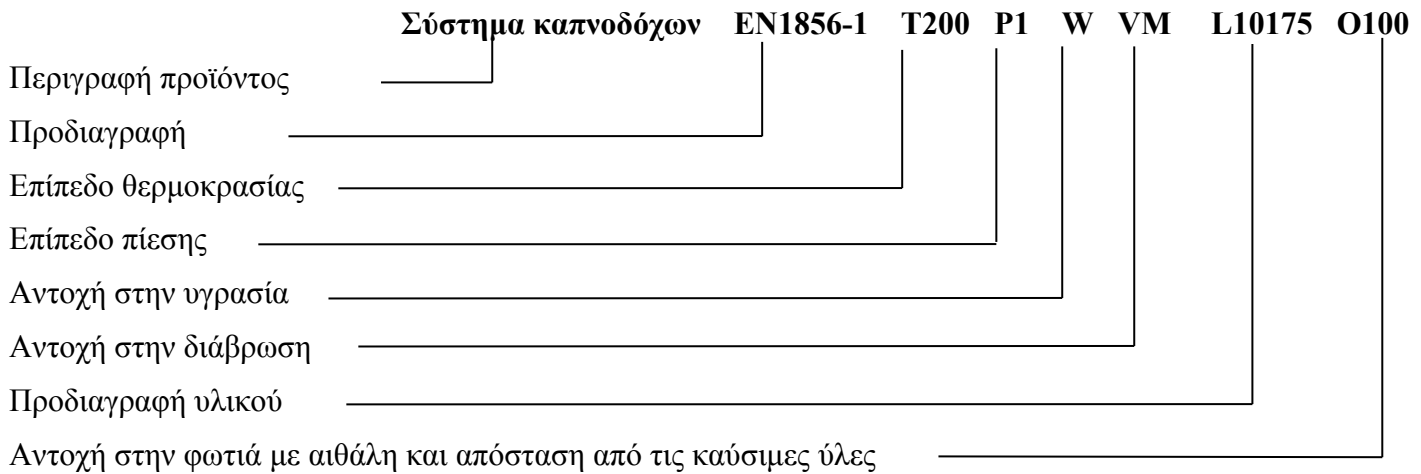 Σύστημα καπνοδόχων EN1856-1 T200 P1 W VM L10175 O100
Περιγραφή προϊόντος
Προδιαγραφή
Επίπεδο θερμοκρασίας
Επίπεδο πίεσης
Αντοχή στην υγρασία
Αντοχή στην διάβρωση
Προδιαγραφή υλικού
Αντοχή στην φωτιά με αιθάλη και απόσταση από τις καύσιμες ύλες